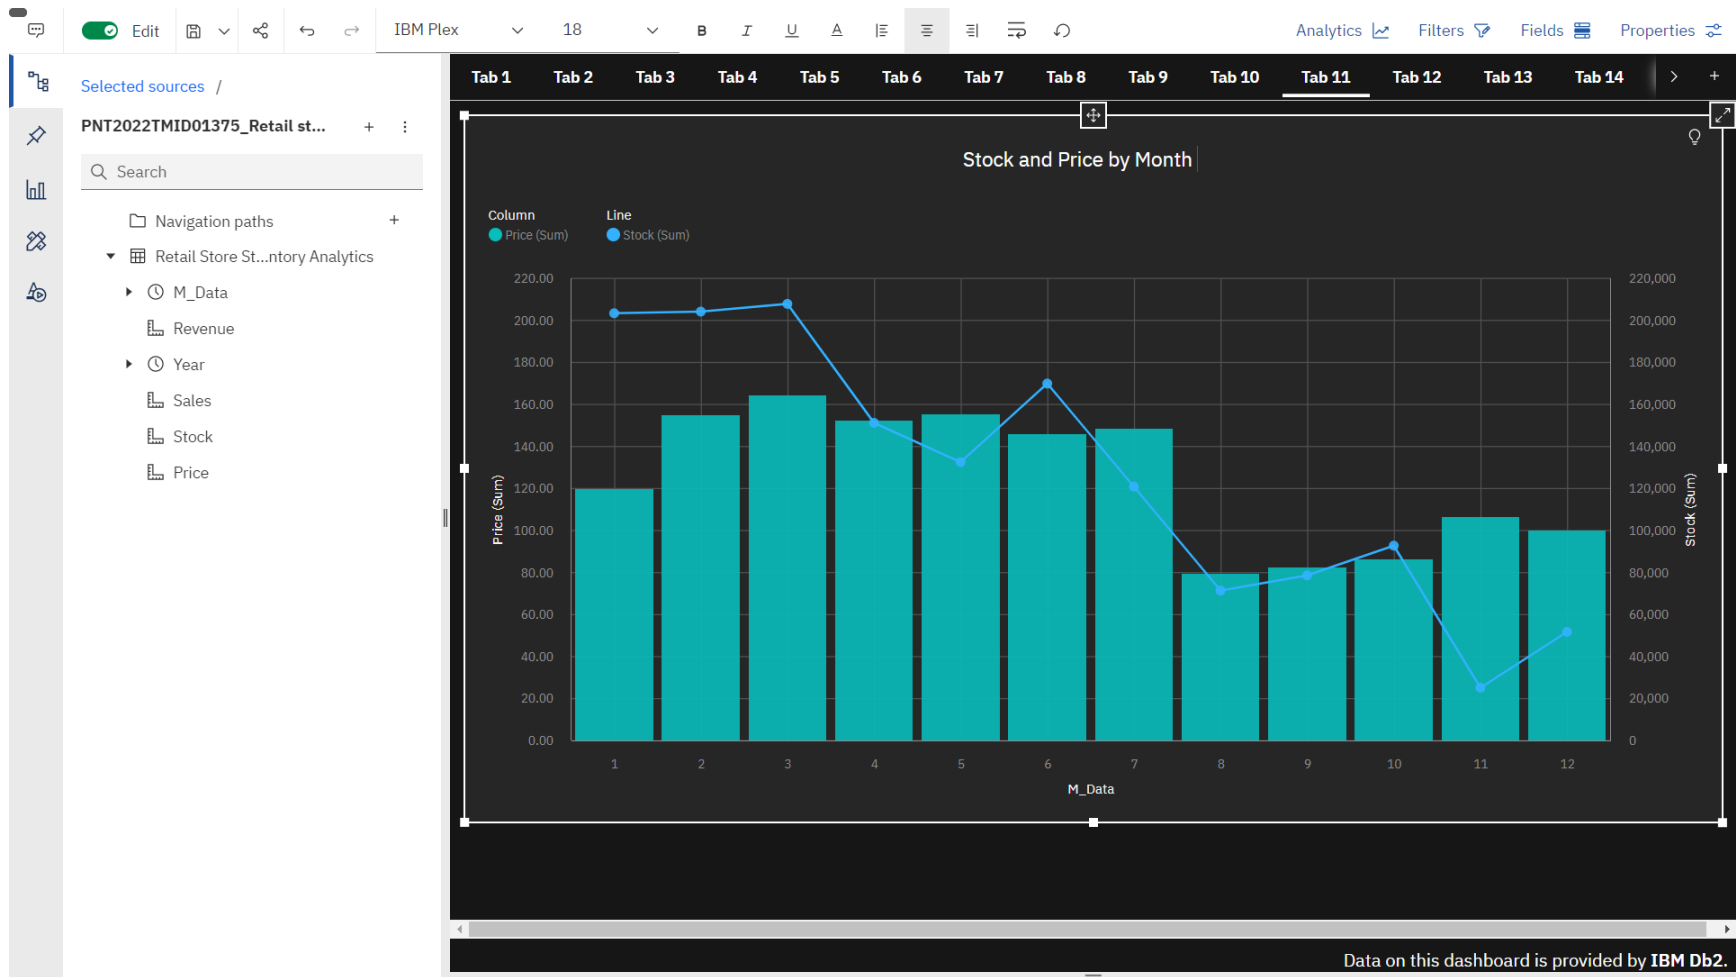 Edit
IBM Plex
18
B I U A
Analytics
Filters
Fields
Properties
Selected sources /
PNT2022TMID01375_Retail st...
Search
Navigation paths
Retail Store St...ntory Analytics
M_Data
Revenue
Year
Sales
Stock
Price
Tab 1 Tab 2 Tab 3 Tab 4 Tab 5 Tab 6 Tab 7 Tab 8 Tab 9 Tab 10 Tab 11 Tab 12 Tab 13 Tab 14
Stock and Price by Month
Column Line
Price (Sum) Stock (Sum)
220.00 220,000
200.00 200,000
180.00 180,000
160.00 160,000
140.00 140,000
120.00 120,000
100.00 100,000
80.00 80,000
60.00 60,000
40.00 40,000
20.00 20,000
0.00 0
Price (Sum)
Stock (Sum)
1 2 3 4 5 6 7 8 9 10 11 12
M_Data
Data on this dashboard is provided by IBM Db2.